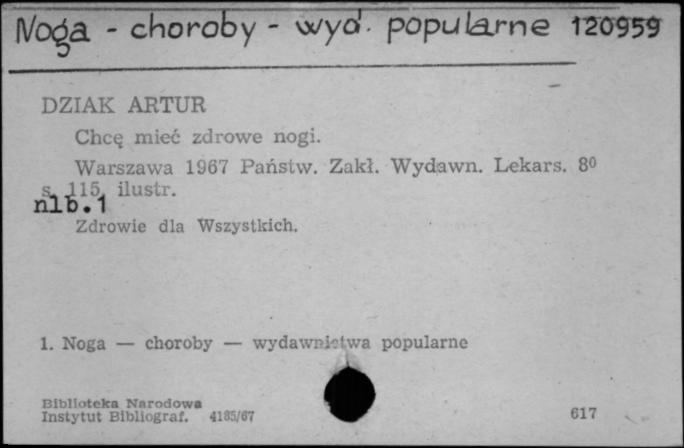 Noga - choroby - wyd. popularne 120959
DZIAK ARTUR
Chcę mieć zdrowe nogi.
Warszawa 1967 Państw. Zakł. Wydawn. Lekars. 8⁰
s. 115, ilustr.
nlb.1
Zdrowie dla Wszystkich.
1. Noga — choroby — wydawnictwa popularne
Biblioteka Narodowa
Instytut Bibliograf. 4185/67
617